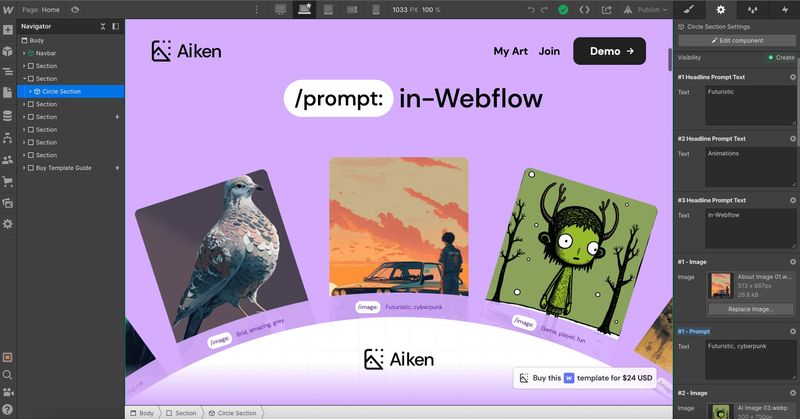 Page: Home
1033 PX 100 %
Publish
Navigator
Body
Navbar
Section
Section
Circle Section
Section
Section
Section
Section
Section
Buy Template Guide
Aiken
My Art
Join
Demo →
/prompt: in-Webflow
/image: Brid, amazing, grey
/image: Futuristic, cyberpunk
/image: Game, player, fun
Aiken
Buy this W template for $24 USD
Body
Section
Circle Section
Circle Section Settings
Edit component
Visibility
Create
#1 Headline Prompt Text
Text
Futuristic
#2 Headline Prompt Text
Text
Animations
#3 Headline Prompt Text
Text
in-Webflow
#1 - Image
Image
About Image 01.w...
513 x 667px
26.8 kB
Replace Image...
#1 - Prompt
Text
Futuristic, cyberpunk
#2 - Image
Image
Ai Image 03.webp
500 x 750px